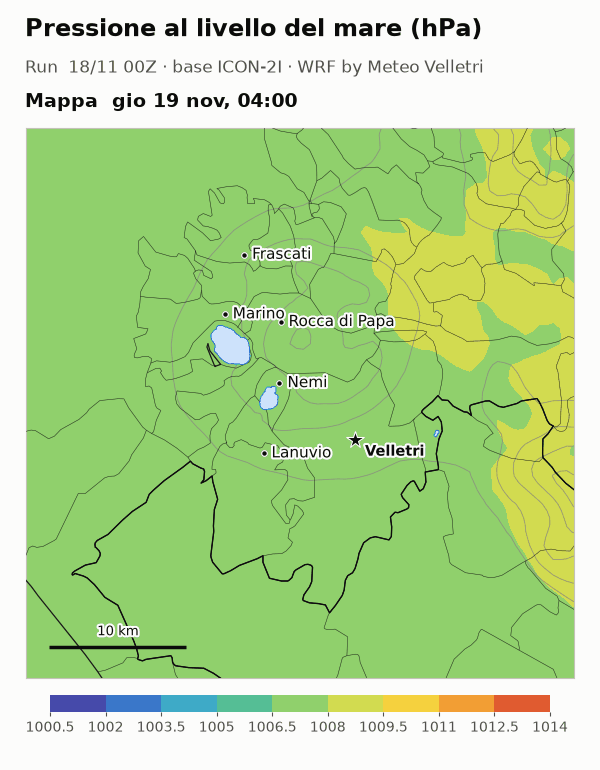 Pressione al livello del mare (hPa)
Run  18/11 00Z · base ICON-2I · WRF by Meteo Velletri
Mappa  gio 19 nov, 04:00
Frascati
Marino
Rocca di Papa
Nemi
Velletri
Lanuvio
10 km
1000.5 1002 1003.5 1005 1006.5 1008 1009.5 1011 1012.5 1014